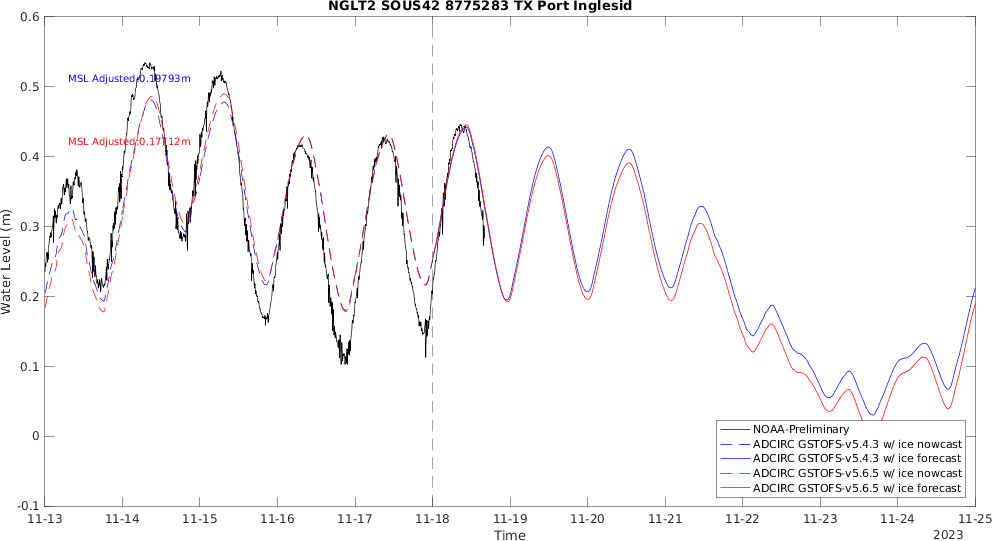 NGLT2 SOUS42 8775283 TX Port Inglesid
0.6
MSL Adjusted:0.19793m
0.5
MSL Adjusted:0.17112m
0.4
0.3
Water Level (m)
0.2
0.1
0
-0.1
NOAA-Preliminary
ADCIRC GSTOFS-v5.4.3 w/ ice nowcast
ADCIRC GSTOFS-v5.4.3 w/ ice forecast
ADCIRC GSTOFS-v5.6.5 w/ ice nowcast
ADCIRC GSTOFS-v5.6.5 w/ ice forecast
11-13 11-14 11-15 11-16 11-17 11-18 11-19 11-20 11-21 11-22 11-23 11-24 11-25
Time
2023